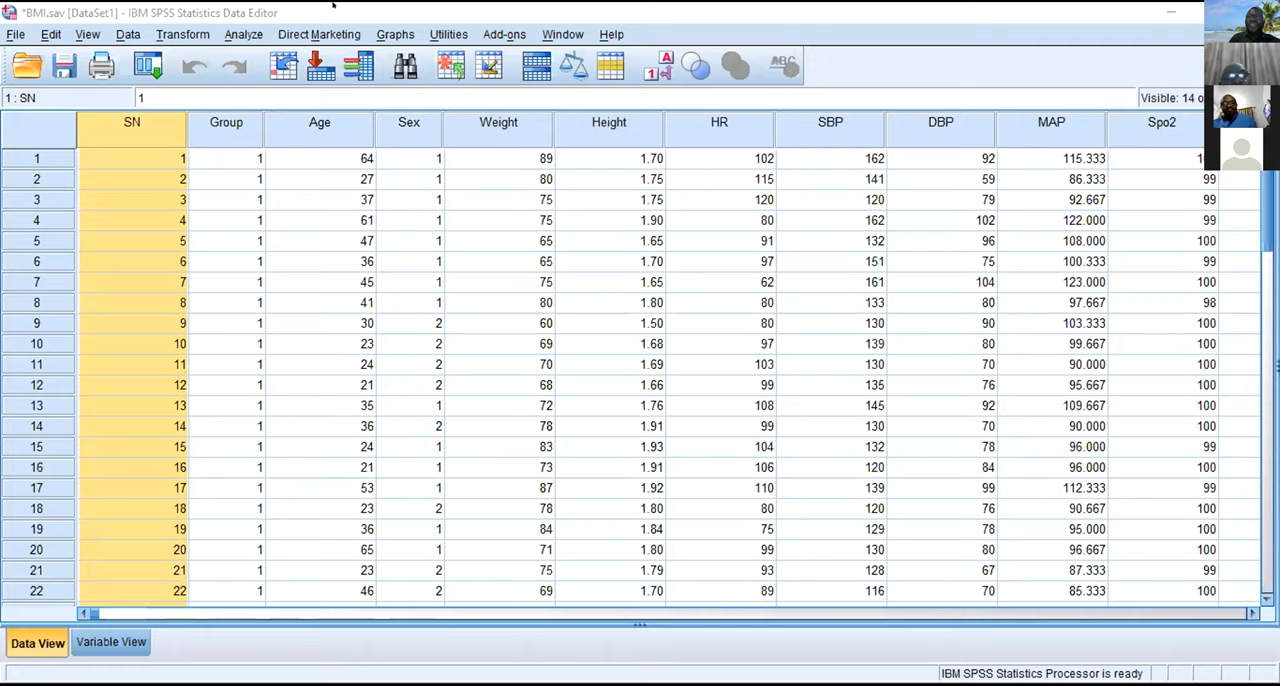 *BMI.sav [DataSet1] - IBM SPSS Statistics Data Editor
File Edit View Data Transform Analyze Direct Marketing Graphs Utilities Add-ons Window Help
1 : SN 1 Visible: 14 o
SN Group Age Sex Weight Height HR SBP DBP MAP Spo2
1 1 1 64 1 89 1.70 102 162 92 115.333
2 2 1 27 1 80 1.75 115 141 59 86.333 99
3 3 1 37 1 75 1.75 120 120 79 92.667 99
4 4 1 61 1 75 1.90 80 162 102 122.000 99
5 5 1 47 1 65 1.65 91 132 96 108.000 100
6 6 1 36 1 65 1.70 97 151 75 100.333 99
7 7 1 45 1 75 1.65 62 161 104 123.000 100
8 8 1 41 1 80 1.80 80 133 80 97.667 98
9 9 1 30 2 60 1.50 80 130 90 103.333 100
10 10 1 23 2 69 1.68 97 139 80 99.667 100
11 11 1 24 2 70 1.69 103 130 70 90.000 100
12 12 1 21 2 68 1.66 99 135 76 95.667 100
13 13 1 35 1 72 1.76 108 145 92 109.667 100
14 14 1 36 2 78 1.91 99 130 70 90.000 100
15 15 1 24 1 83 1.93 104 132 78 96.000 99
16 16 1 21 1 73 1.91 106 120 84 96.000 100
17 17 1 53 1 87 1.92 110 139 99 112.333 99
18 18 1 23 2 78 1.80 80 120 76 90.667 100
19 19 1 36 1 84 1.84 75 129 78 95.000 100
20 20 1 65 1 71 1.80 99 130 80 96.667 100
21 21 1 23 2 75 1.79 93 128 67 87.333 99
22 22 1 46 2 69 1.70 89 116 70 85.333 100
Data View Variable View
IBM SPSS Statistics Processor is ready